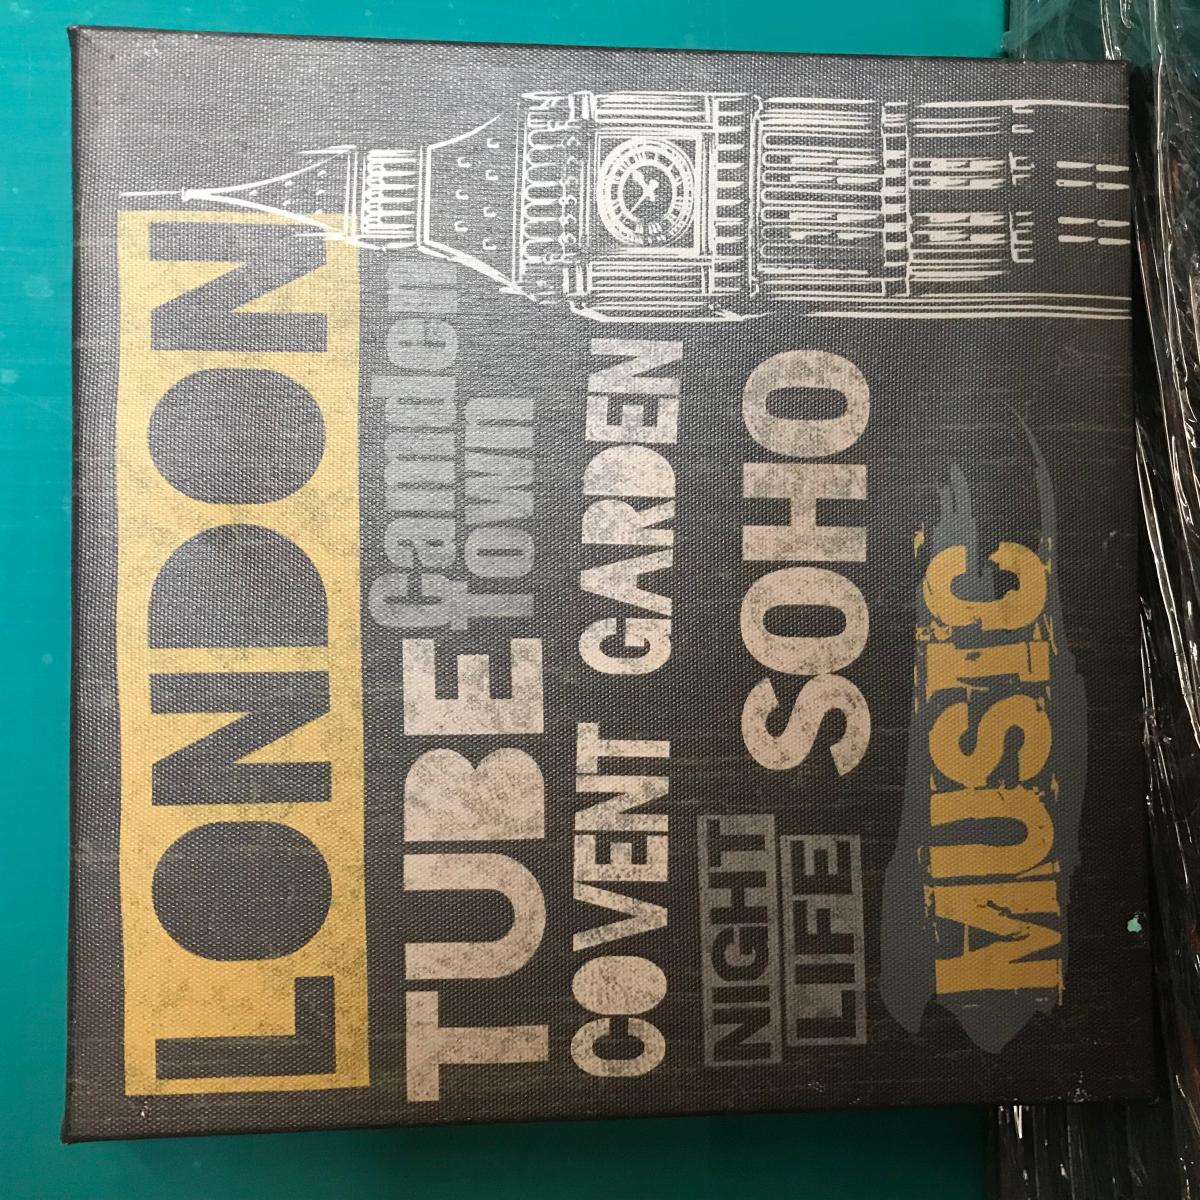 LONDON
TUBE
Camden
Town
COVENT GARDEN
NIGHT
LIFE
SOHO
MUSIC